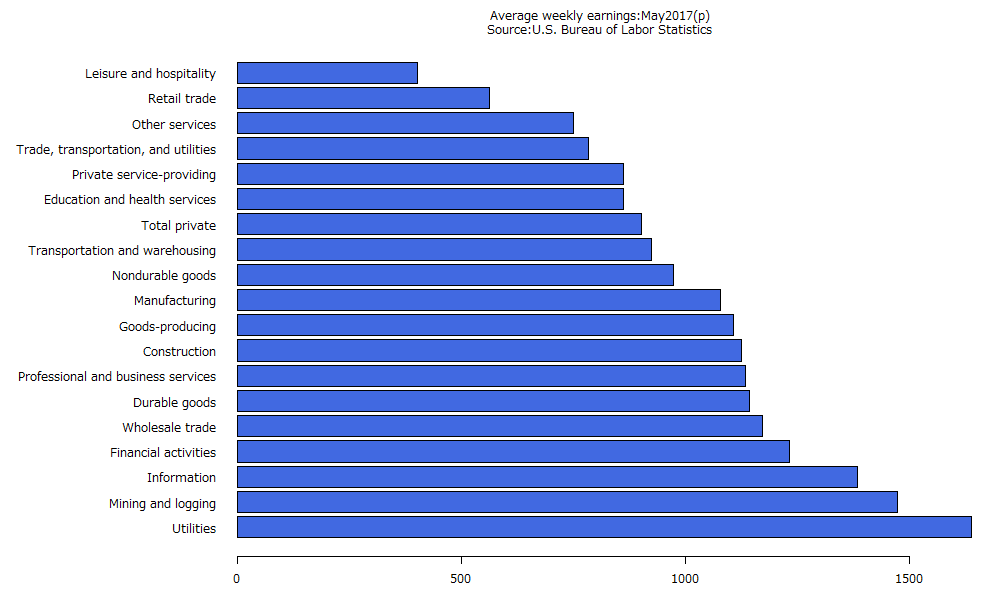 Average weekly earnings:May2017(p)
Source:U.S. Bureau of Labor Statistics
Leisure and hospitality
Retail trade
Other services
Trade, transportation, and utilities
Private service-providing
Education and health services
Total private
Transportation and warehousing
Nondurable goods
Manufacturing
Goods-producing
Construction
Professional and business services
Durable goods
Wholesale trade
Financial activities
Information
Mining and logging
Utilities
0 500 1000 1500